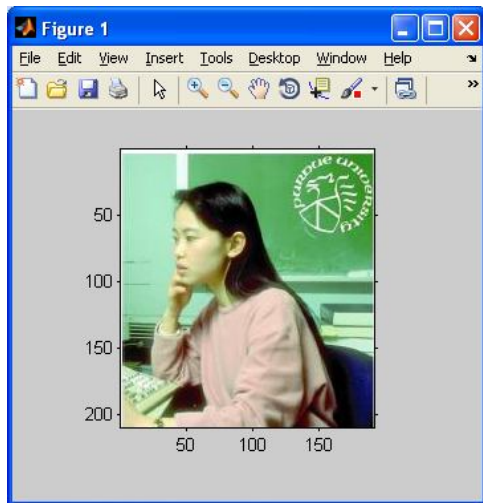 Figure 1
File Edit View Insert Tools Desktop Window Help
purdue university
50
100
150
200
50 100 150